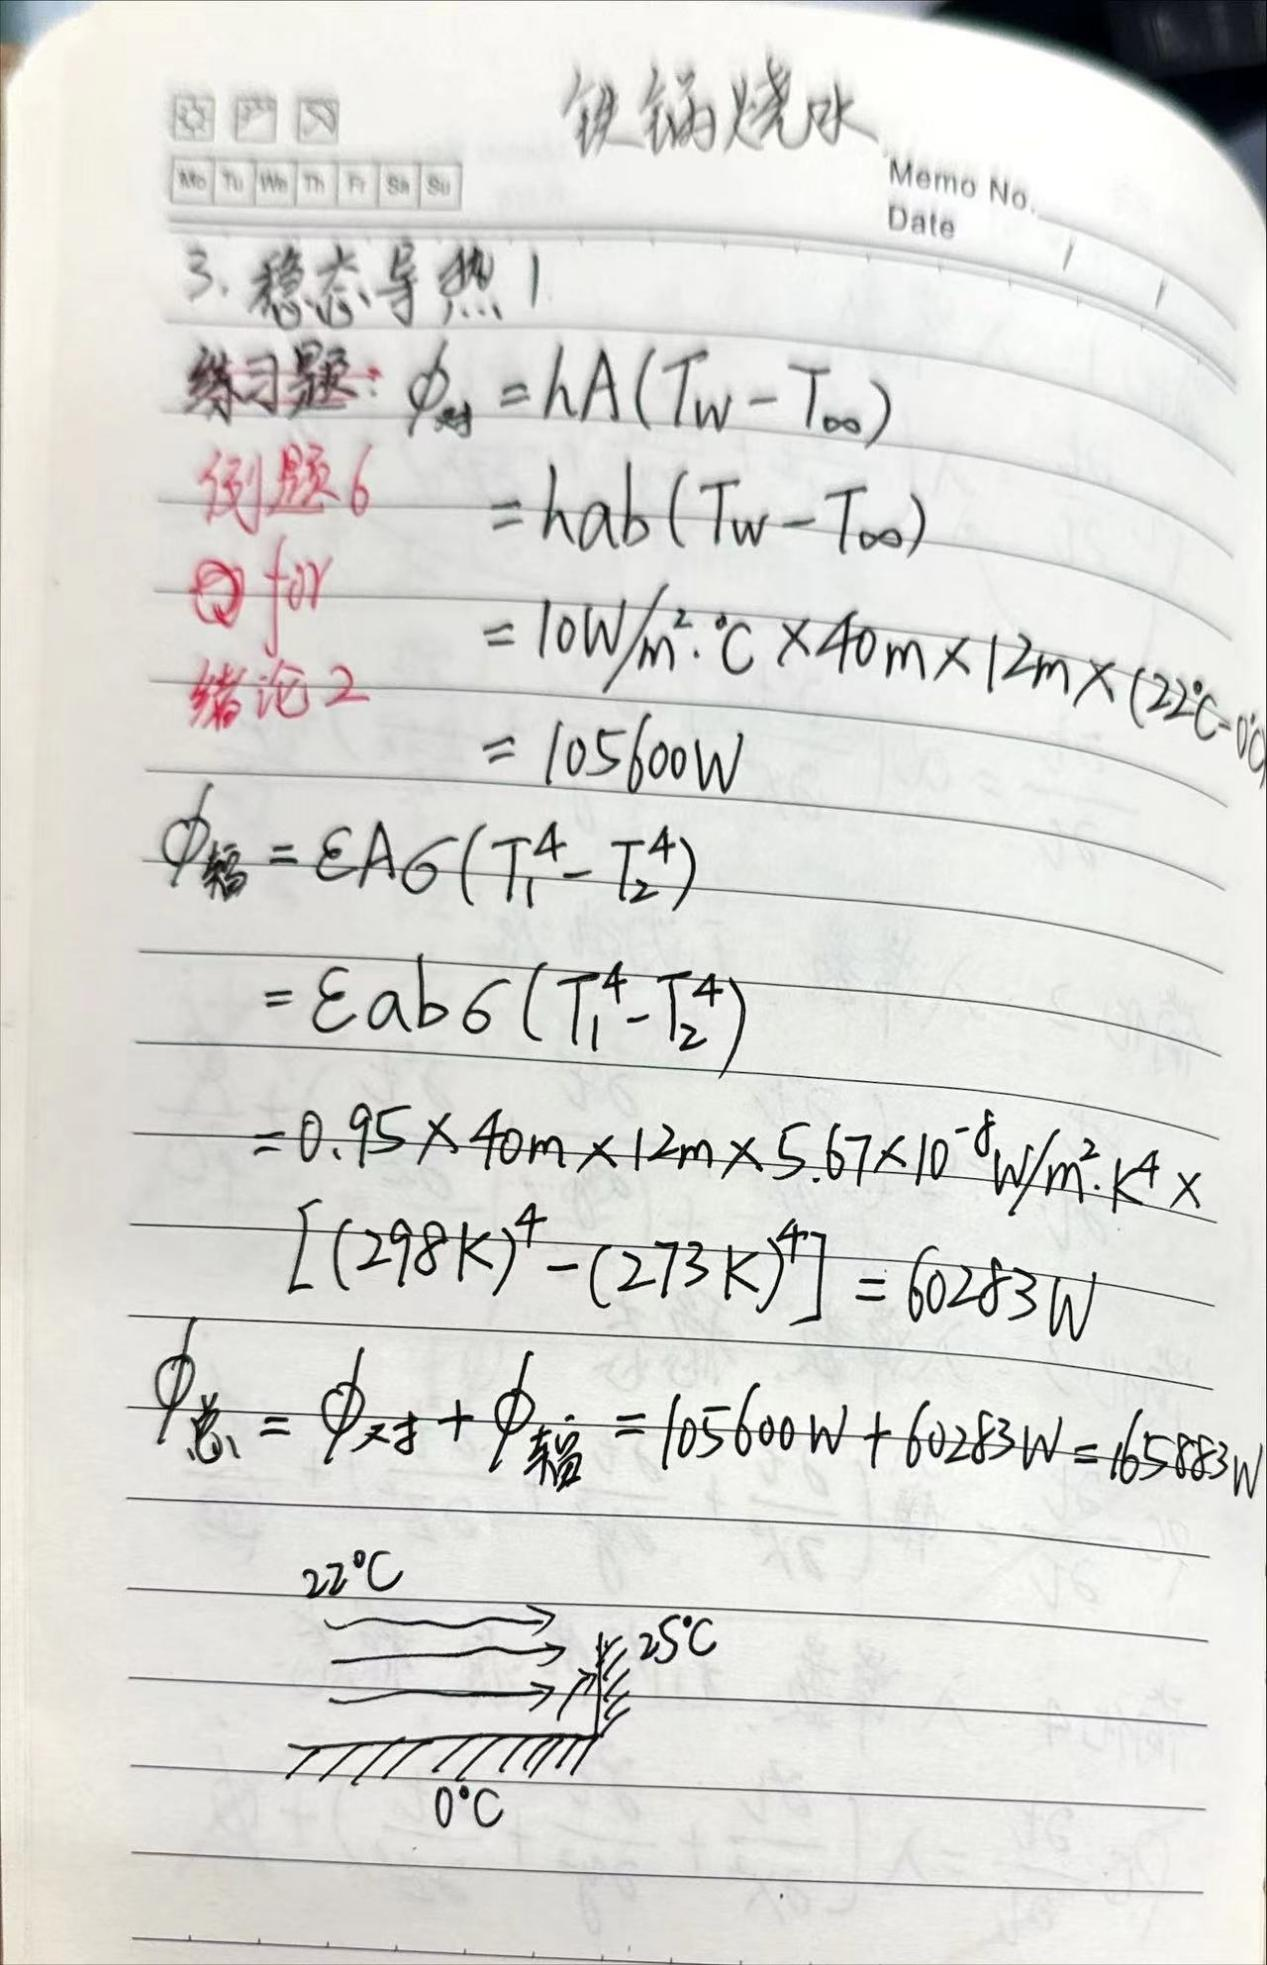 铁锅烧水
Mo Tu We Th Fr Sa Su
Memo No.
Date
3. 稳态导热 1
练习题: ϕ对 = hA(Tw − T∞)
例题6
= hab(Tw − T∞)
Q for
= 10W/m²·°C × 40m × 12m × (22°C − 0°C)
绪论2
= 105600W
ϕ辐 = εAσ(T₁⁴ − T₂⁴)
= εabσ(T₁⁴ − T₂⁴)
= 0.95 × 40m × 12m × 5.67 × 10⁻⁸W/m²·K⁴ ×
[(298K)⁴ − (273K)⁴] = 60283W
ϕ总 = ϕ对 + ϕ辐 = 105600W + 60283W = 165883W
22°C
25°C
0°C